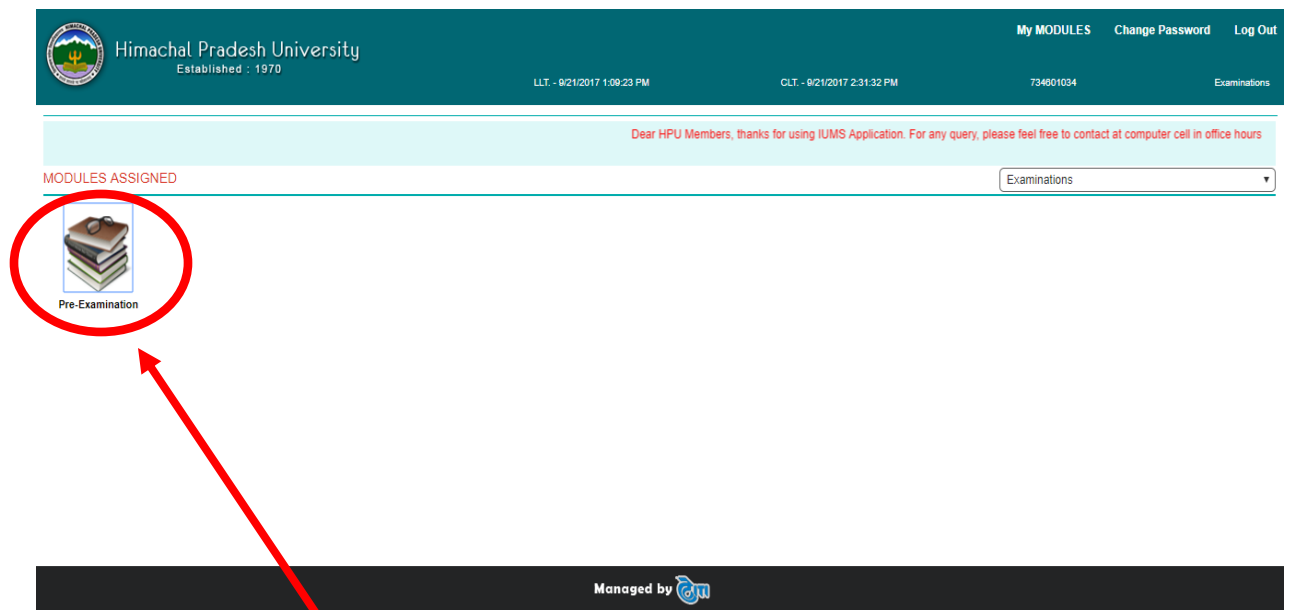 My MODULES Change Password Log Out
Himachal Pradesh University
Established : 1970
LLT. - 9/21/2017 1:09:23 PM CLT. - 9/21/2017 2:31:32 PM 734601034 Examinations
Dear HPU Members, thanks for using IUMS Application. For any query, please feel free to contact at computer cell in office hours
MODULES ASSIGNED Examinations
Pre-Examination
Managed by